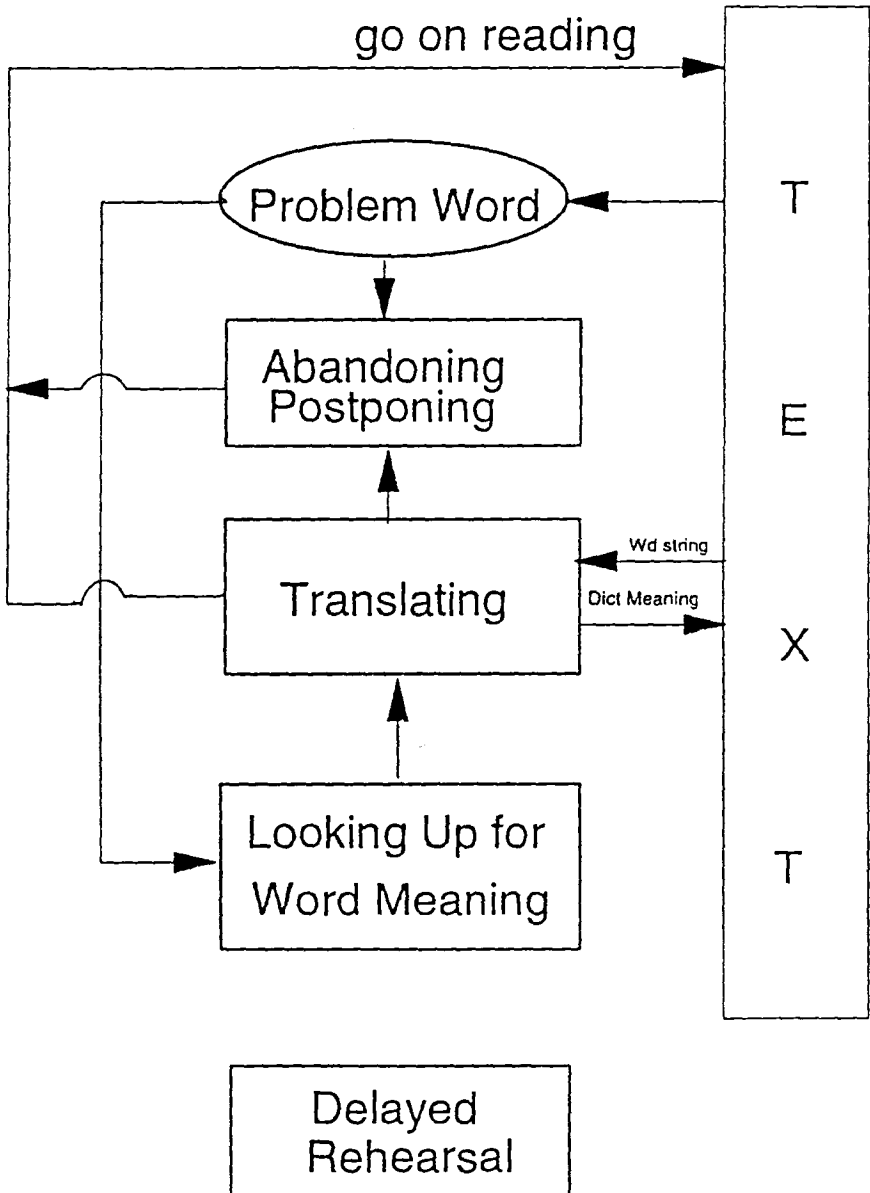 go on reading
Problem Word
Abandoning
Postponing
Wd string
Translating
Dict Meaning
Looking Up for
Word Meaning
T
E
X
T
Delayed
Rehearsal